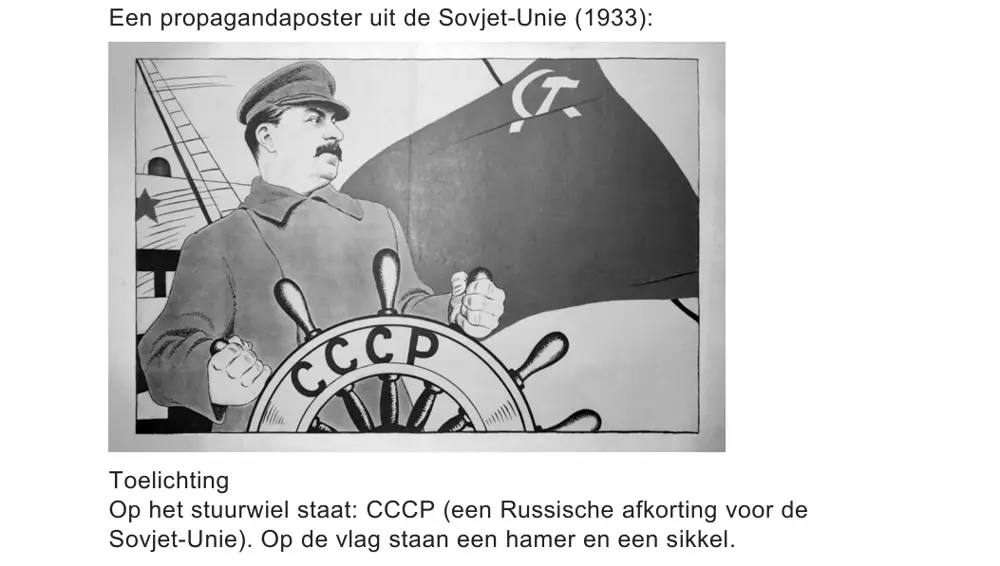 Een propagandaposter uit de Sovjet-Unie (1933):
СССР
Toelichting
Op het stuurwiel staat: CCCP (een Russische afkorting voor de
Sovjet-Unie). Op de vlag staan een hamer en een sikkel.